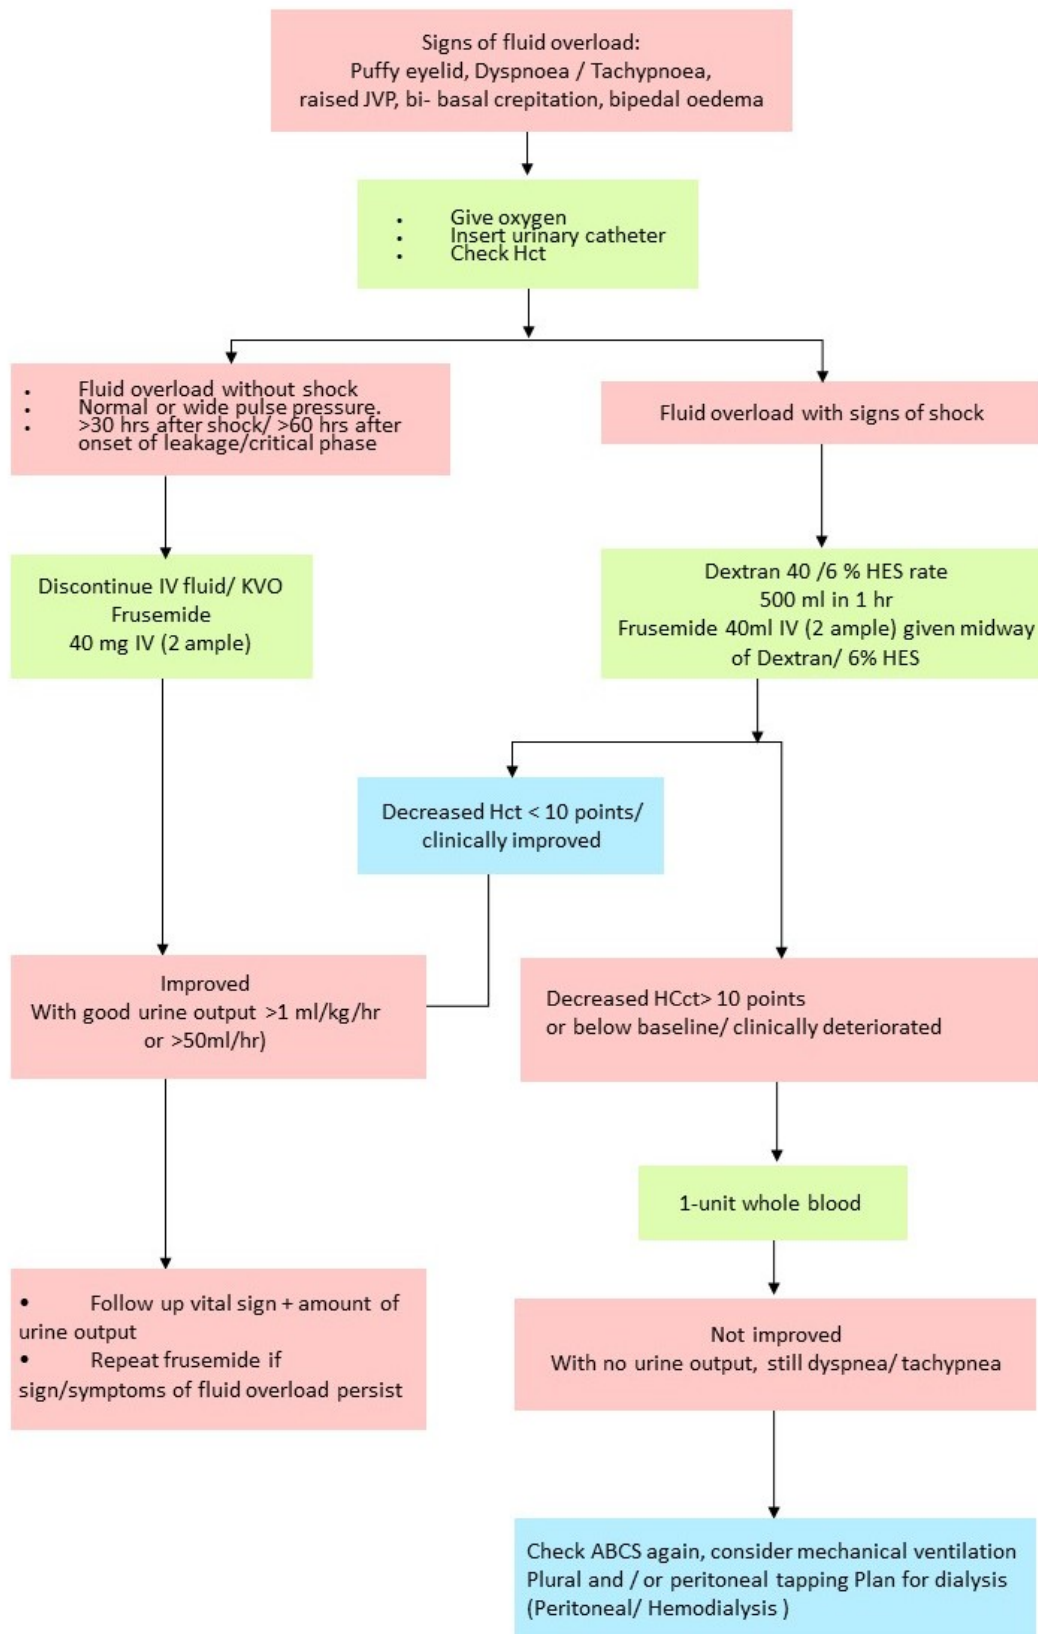 Signs of fluid overload:
Puffy eyelid, Dyspnoea / Tachypnoea,
raised JVP, bi- basal crepitation, bipedal oedema
• Give oxygen
• Insert urinary catheter
• Check Hct
• Fluid overload without shock
• Normal or wide pulse pressure.
• >30 hrs after shock/ >60 hrs after
onset of leakage/critical phase
Fluid overload with signs of shock
Discontinue IV fluid/ KVO
Frusemide
40 mg IV (2 ample)
Dextran 40 /6 % HES rate
500 ml in 1 hr
Frusemide 40ml IV (2 ample) given midway
of Dextran/ 6% HES
Decreased Hct < 10 points/
clinically improved
Improved
With good urine output >1 ml/kg/hr
or >50ml/hr)
Decreased HCct> 10 points
or below baseline/ clinically deteriorated
1-unit whole blood
• Follow up vital sign + amount of
urine output
• Repeat frusemide if
sign/symptoms of fluid overload persist
Not improved
With no urine output, still dyspnea/ tachypnea
Check ABCS again, consider mechanical ventilation
Plural and / or peritoneal tapping Plan for dialysis
(Peritoneal/ Hemodialysis )